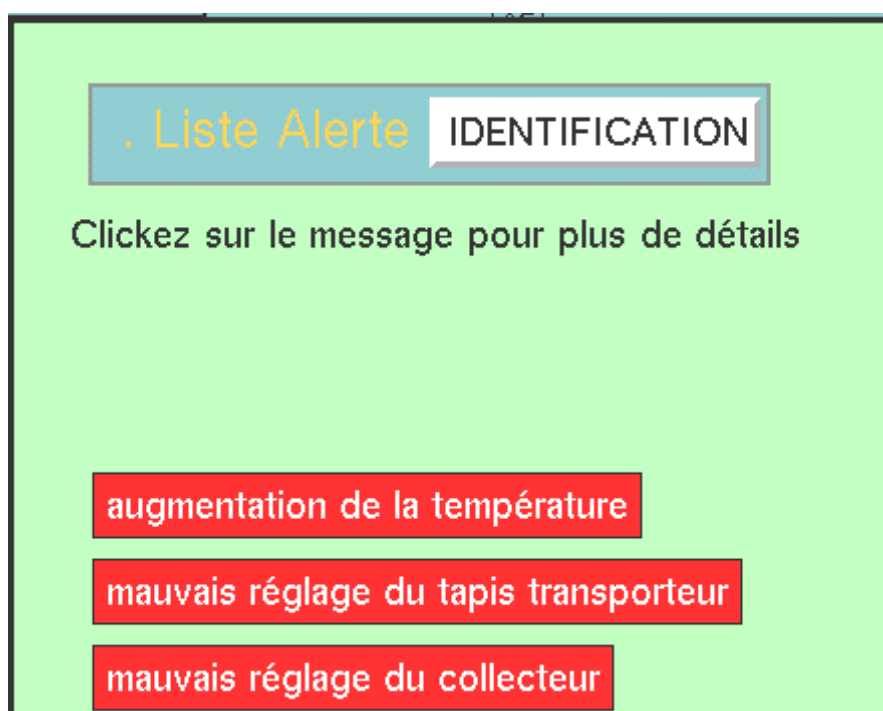 . Liste Alerte IDENTIFICATION
Clickez sur le message pour plus de détails
augmentation de la température
mauvais réglage du tapis transporteur
mauvais réglage du collecteur